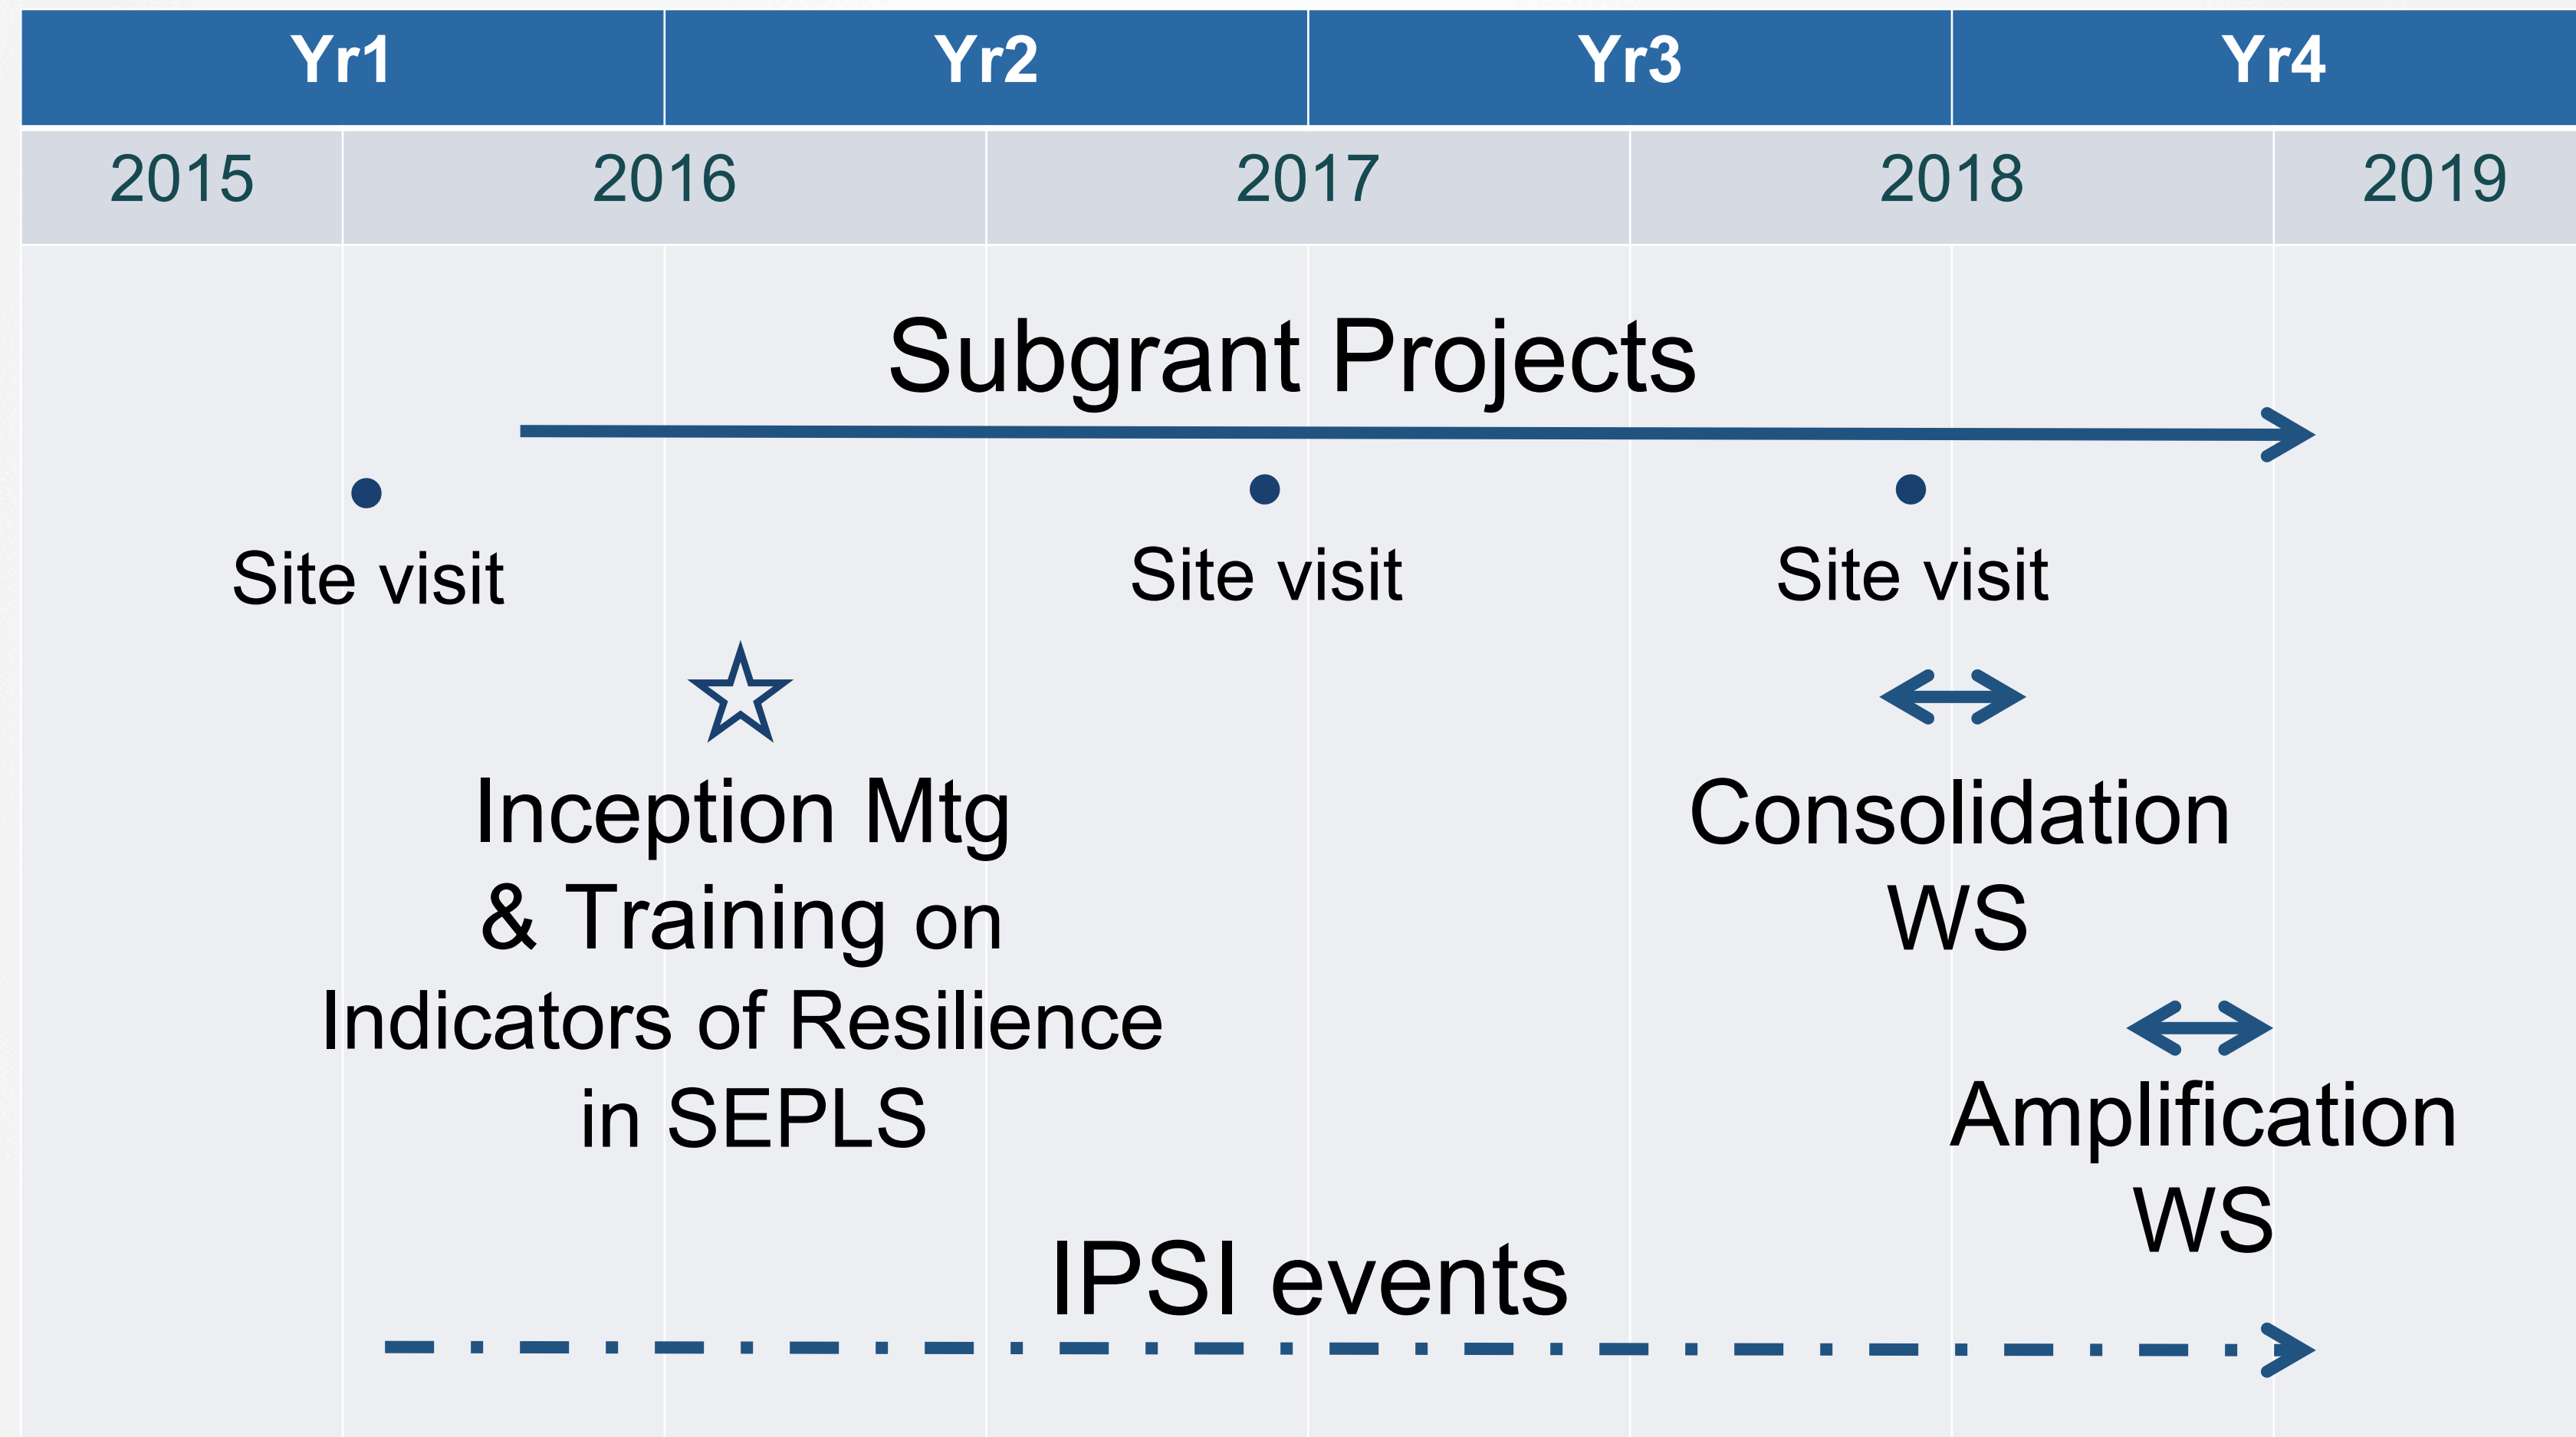 Yr1 Yr2 Yr3 Yr4
2015 2016 2017 2018 2019
Subgrant Projects
Site visit Site visit Site visit
Inception Mtg
& Training on
Indicators of Resilience
in SEPLS
Consolidation
WS
Amplification
WS
IPSI events